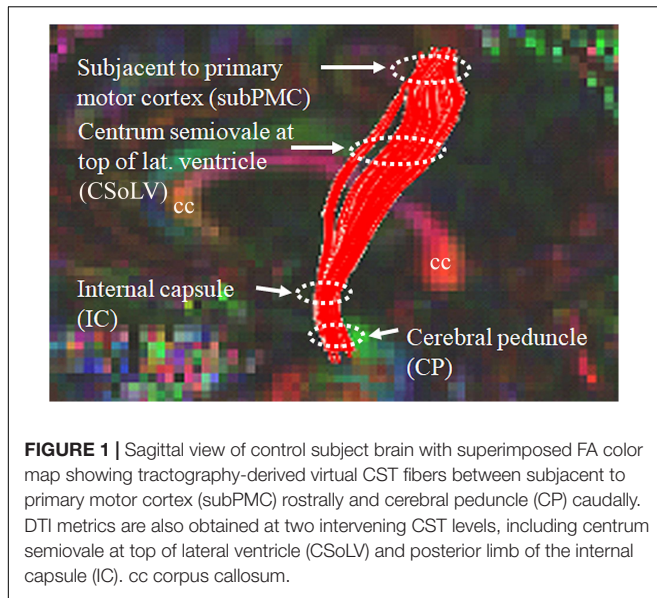 Subjacent to primary
motor cortex (subPMC)
Centrum semiovale at
top of lat. ventricle
(CSoLV)
cc
cc
Internal capsule
(IC)
Cerebral peduncle
(CP)
FIGURE 1 | Sagittal view of control subject brain with superimposed FA color
map showing tractography-derived virtual CST fibers between subjacent to
primary motor cortex (subPMC) rostrally and cerebral peduncle (CP) caudally.
DTI metrics are also obtained at two intervening CST levels, including centrum
semiovale at top of lateral ventricle (CSoLV) and posterior limb of the internal
capsule (IC). cc corpus callosum.